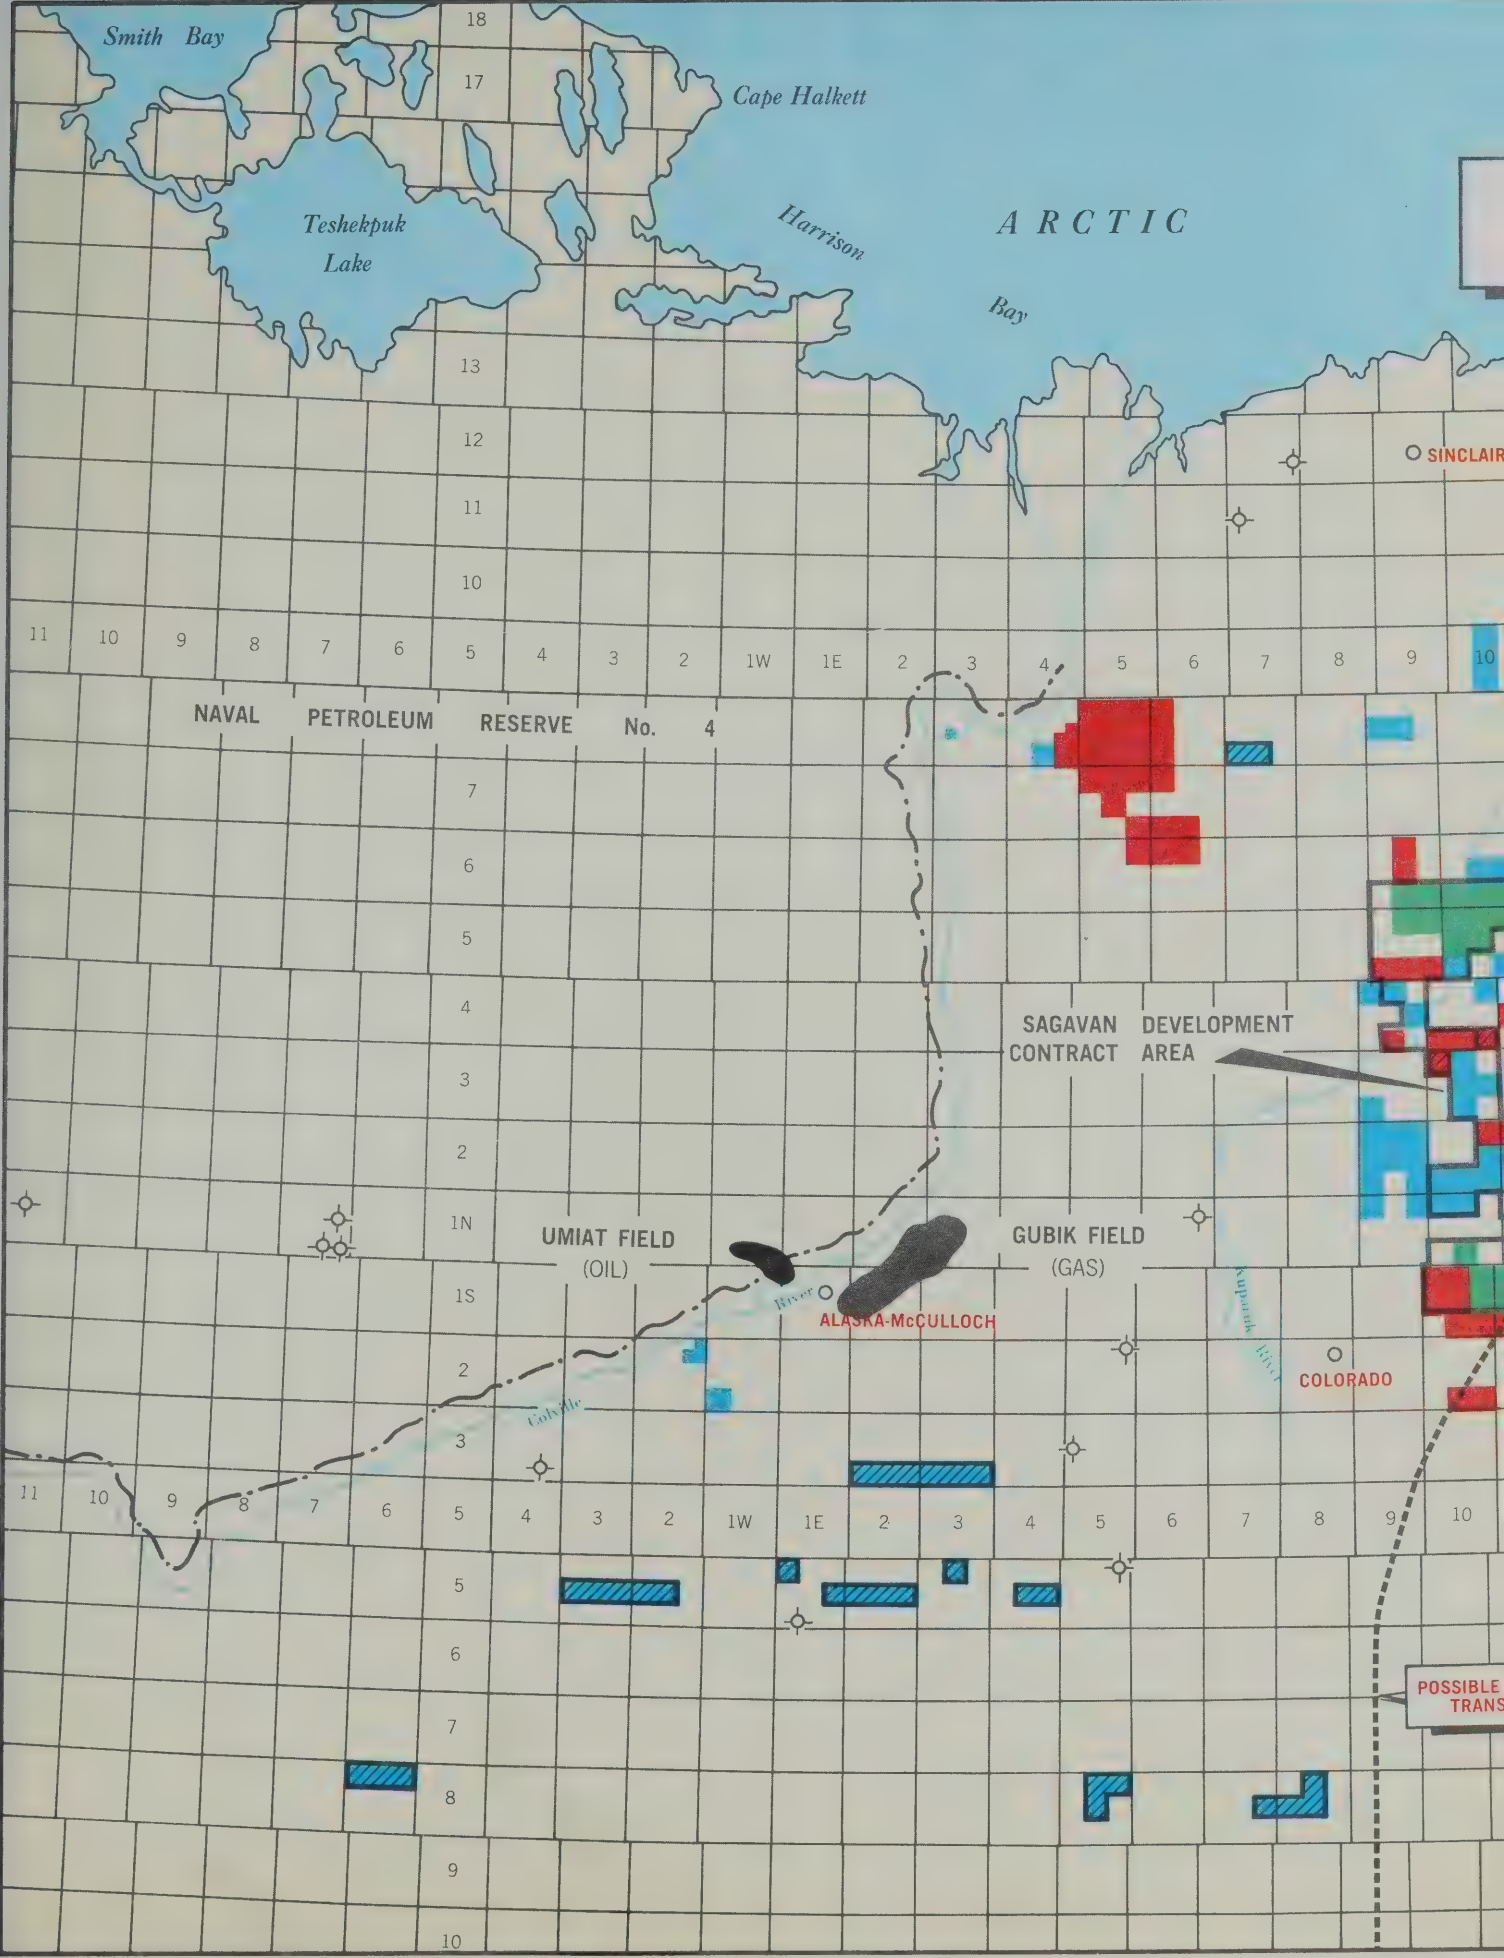 18
Smith Bay
17
Cape Halkett
Teshekpuk
Lake
Harrison
Bay
ARCTIC
13
12
SINCLAIR
11
10
11 10 9 8 7 6 5 4 3 2 1W 1E 2 3 4 5 6 7 8 9 10
NAVAL PETROLEUM RESERVE No. 4
7
6
5
4
SAGAVAN DEVELOPMENT
CONTRACT AREA
3
2
1N
UMIAT FIELD
(OIL)
GUBIK FIELD
(GAS)
1S
River
ALASKA-McCULLOCH
Kuparuk River
2
COLORADO
Colville
3
11 10 9 8 7 6 5 4 3 2 1W 1E 2 3 4 5 6 7 8 9 10
5
6
POSSIBLE
TRANS
7
8
9
10